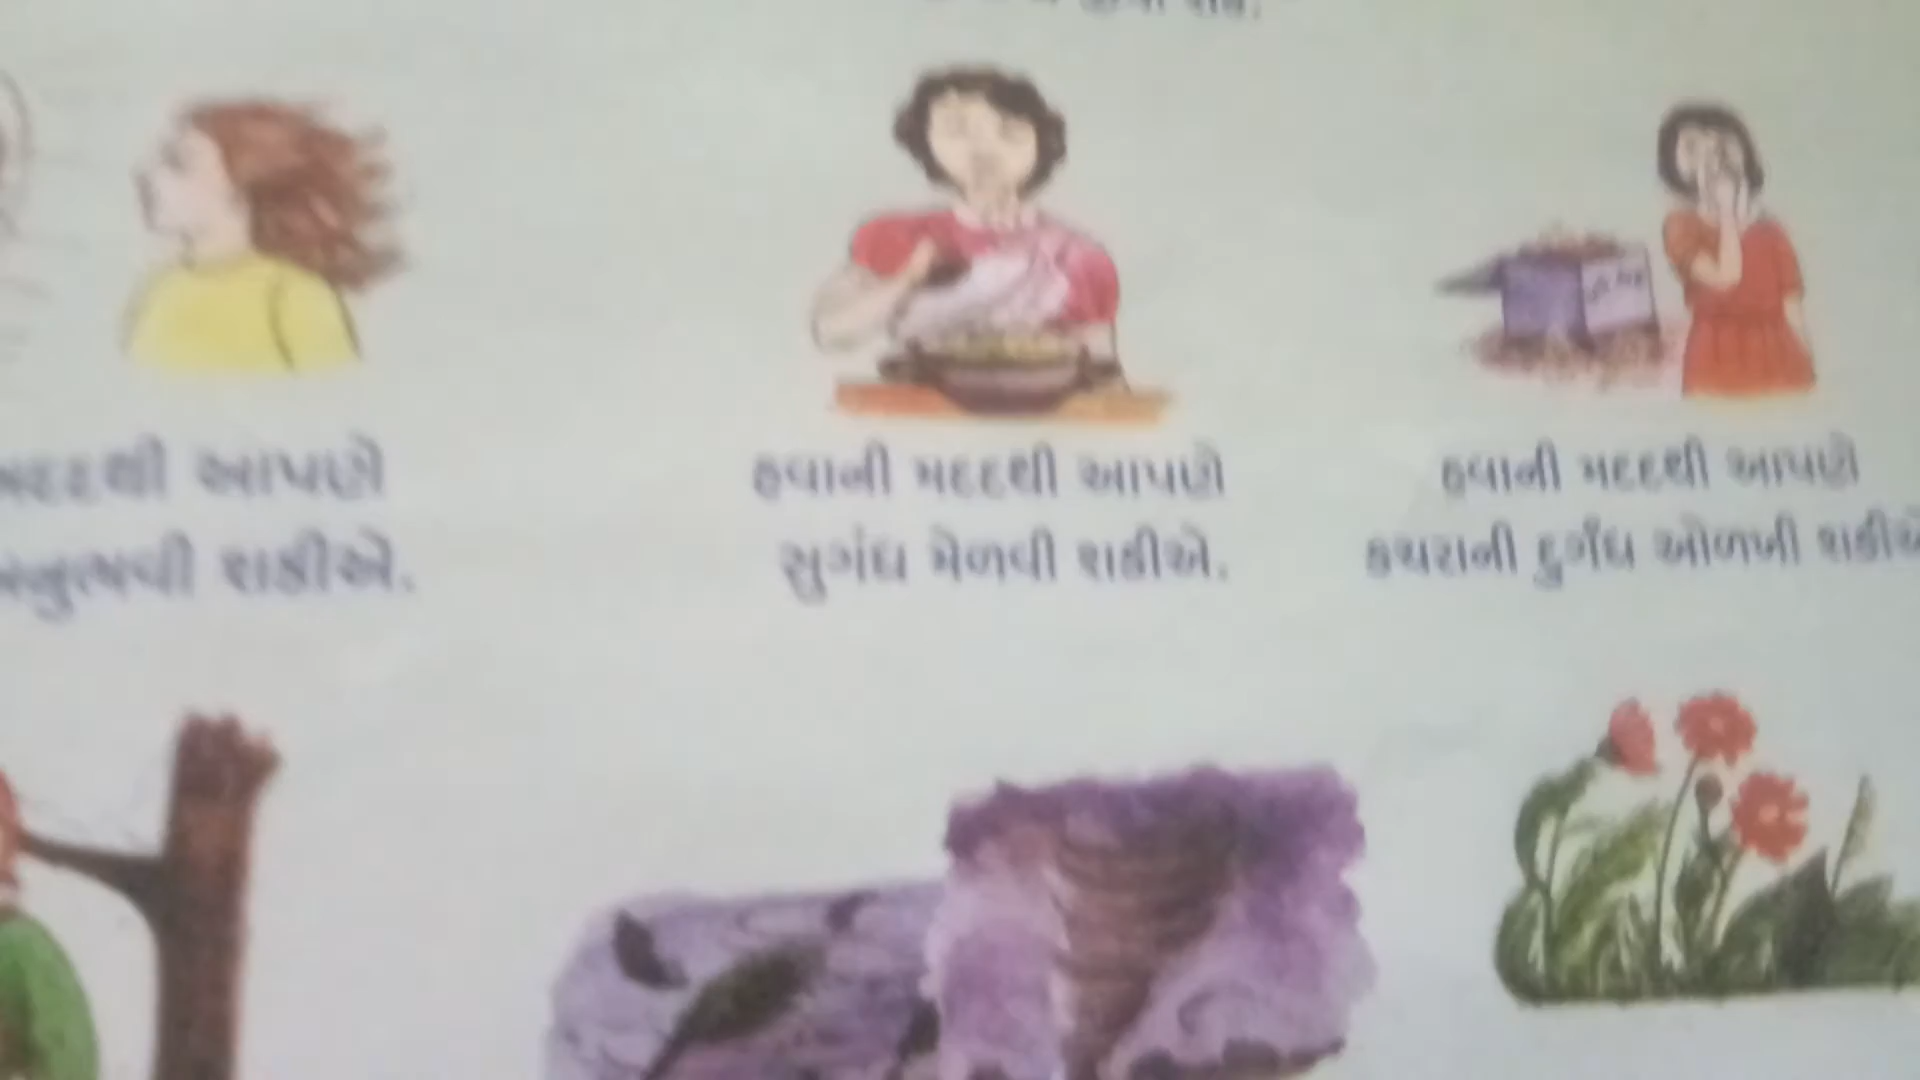 મદદથી આપણે
અનુભવી શકીએ.
હવાની મદદથી આપણે
સુગંધ મેળવી શકીએ.
હવાની મદદથી આપણે
કચરાની દુર્ગંધ ઓળખી શકીએ